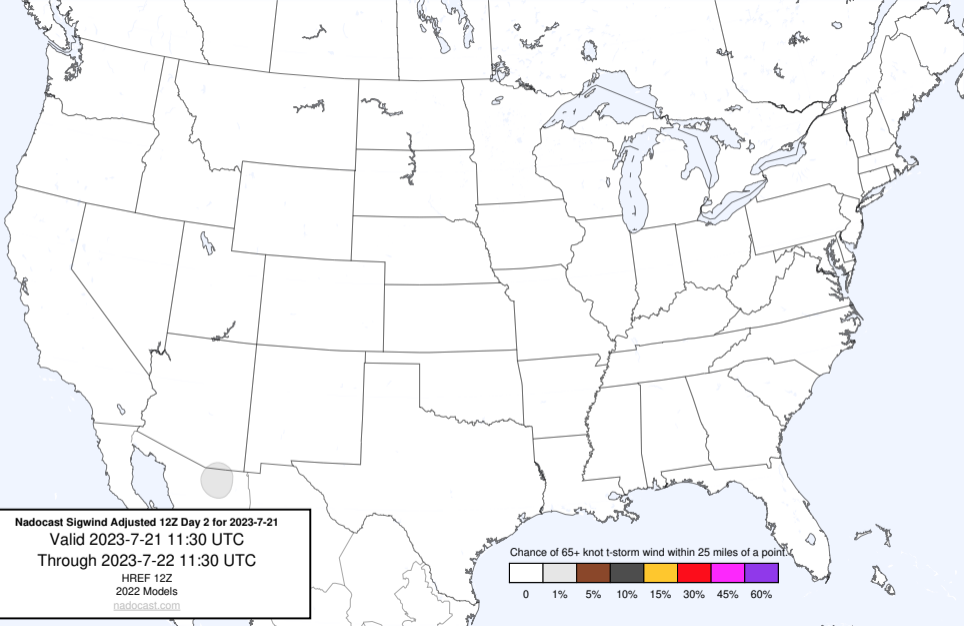 Nadocast Sigwind Adjusted 12Z Day 2 for 2023-7-21
Valid 2023-7-21 11:30 UTC
Through 2023-7-22 11:30 UTC
HREF 12Z
2022 Models
nadocast.com
Chance of 65+ knot t-storm wind within 25 miles of a point.
0 1% 5% 10% 15% 30% 45% 60%